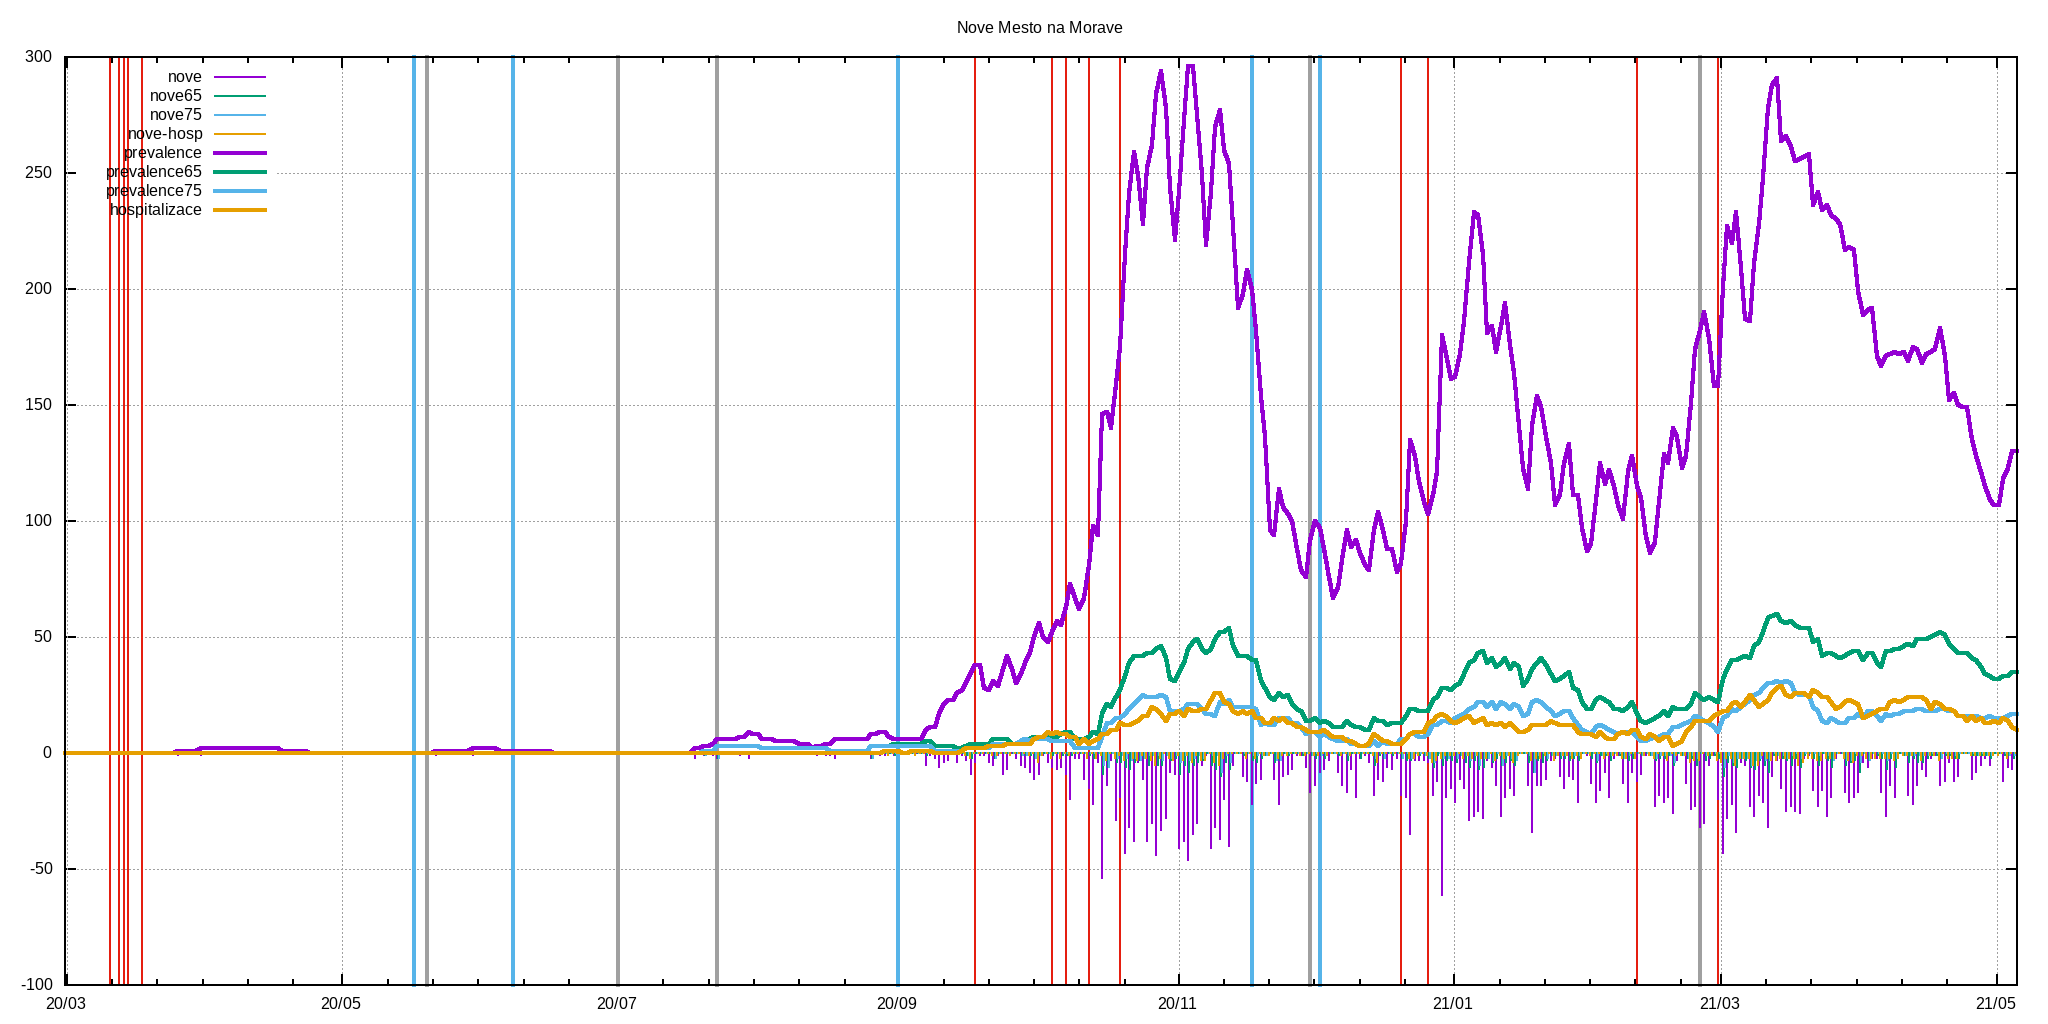 Nove Mesto na Morave
300
250
200
150
100
50
0
-50
-100
nove
nove65
nove75
nove-hosp
prevalence
prevalence65
prevalence75
hospitalizace
20/03 20/05 20/07 20/09 20/11 21/01 21/03 21/05